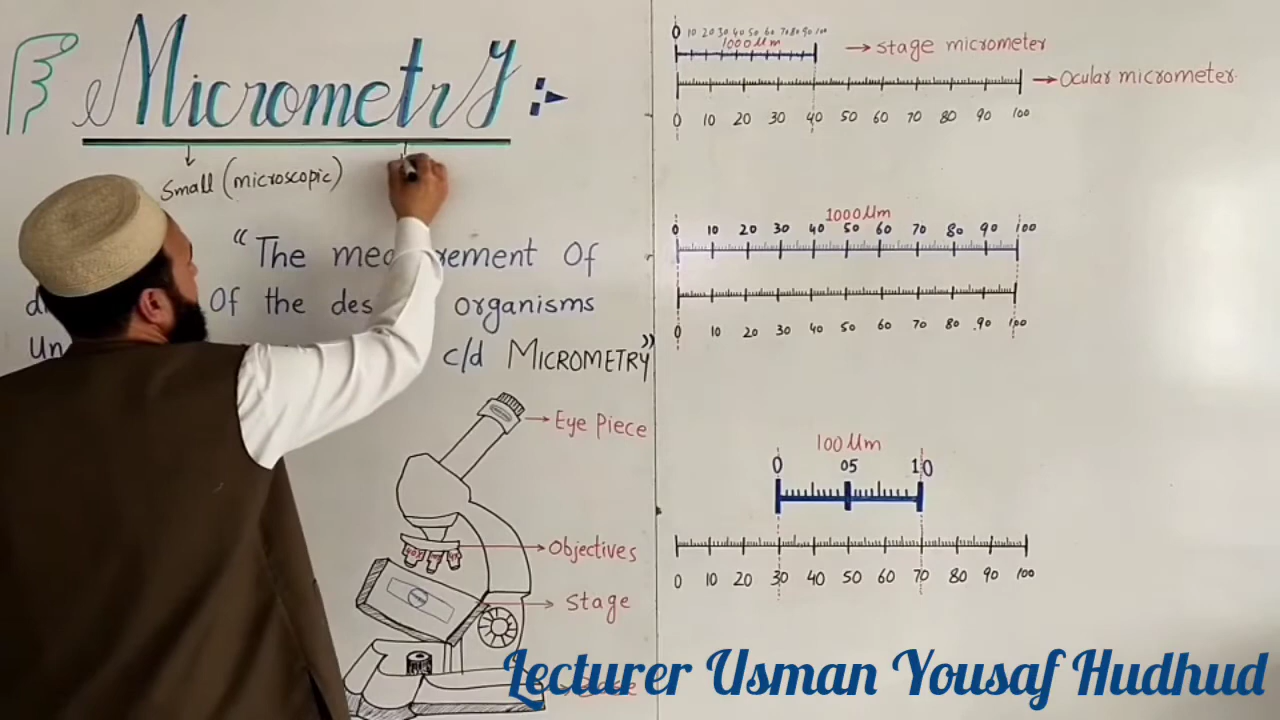 Micrometry :-
Small (microscopic)
"The mea rement Of
Of the des organisms
Un c/d MICROMETRY"
Eye Piece
Objectives
Stage
0 10 20 30 40 50 60 70 80 90 100
1000 Um
→ stage micrometer
→ Ocular micrometer
0 10 20 30 40 50 60 70 80 90 100
1000 Um
0 10 20 30 40 50 60 70 80 90 100
0 10 20 30 40 50 60 70 80 90 100
100 Um
0 05 10
0 10 20 30 40 50 60 70 80 90 100
Lecturer Usman Yousaf Hudhud